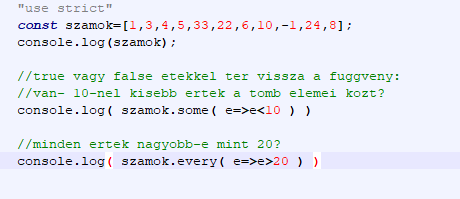 "use strict"
const szamok=[1,3,4,5,33,22,6,10,-1,24,8];
console.log(szamok);
//true vagy false etekkel ter vissza a fuggveny:
//van- 10-nel kisebb ertek a tomb elemei kozt?
console.log( szamok.some( e=>e<10 ) )
//minden ertek nagyobb-e mint 20?
console.log( szamok.every( e=>e>20 ) )